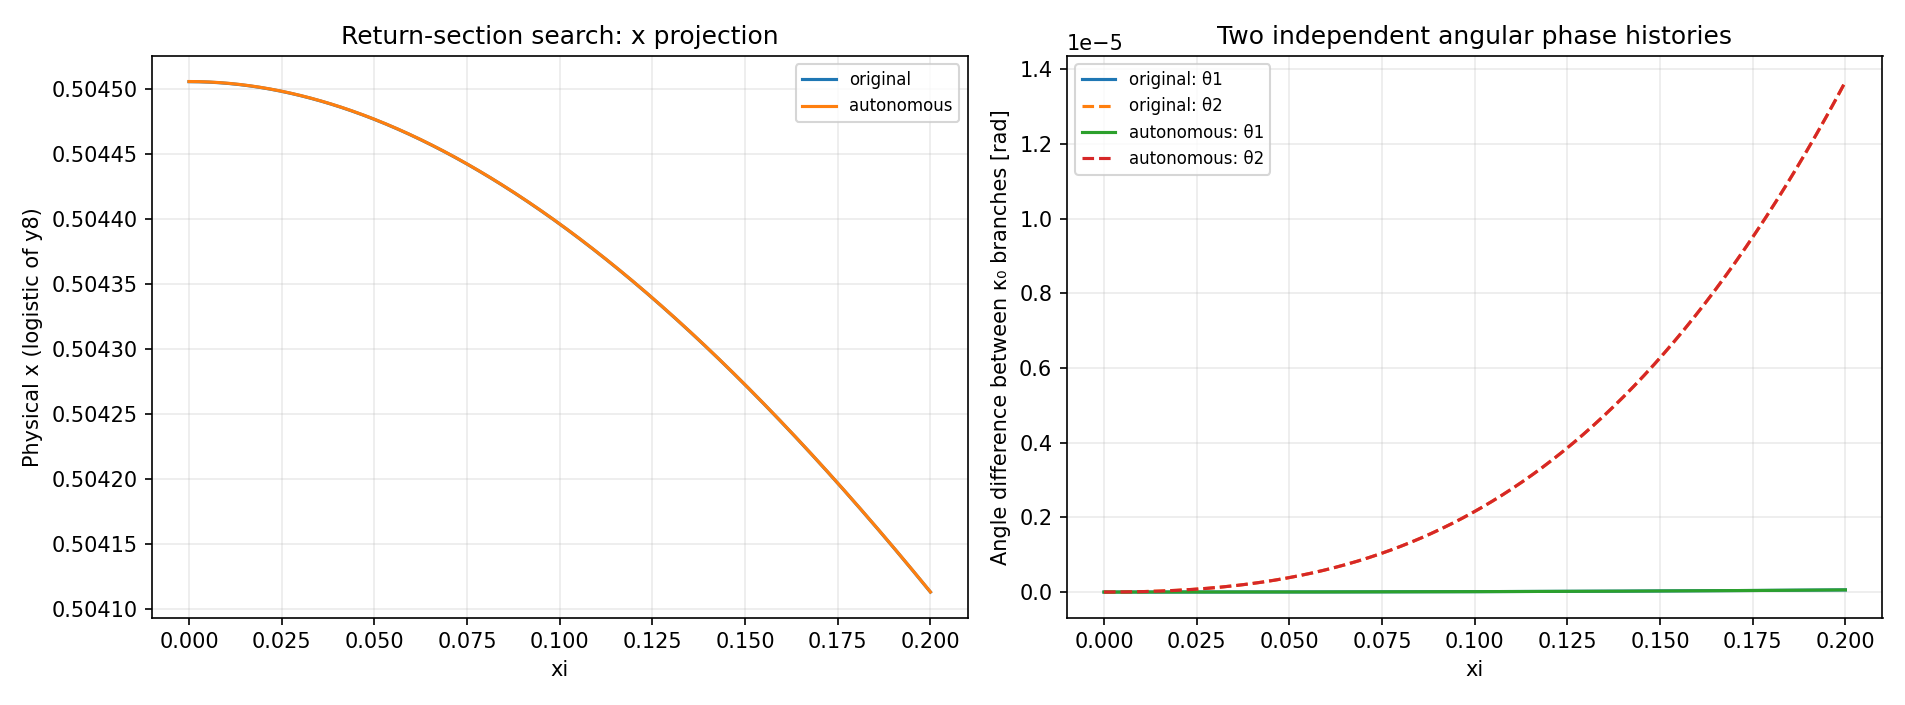 Return-section search: x projection
original
autonomous
Physical x (logistic of y8)
0.50450
0.50445
0.50440
0.50435
0.50430
0.50425
0.50420
0.50415
0.50410
0.000 0.025 0.050 0.075 0.100 0.125 0.150 0.175 0.200
xi
Two independent angular phase histories
1e−5
original: θ1
original: θ2
autonomous: θ1
autonomous: θ2
Angle difference between κ₀ branches [rad]
1.4
1.2
1.0
0.8
0.6
0.4
0.2
0.0
0.000 0.025 0.050 0.075 0.100 0.125 0.150 0.175 0.200
xi